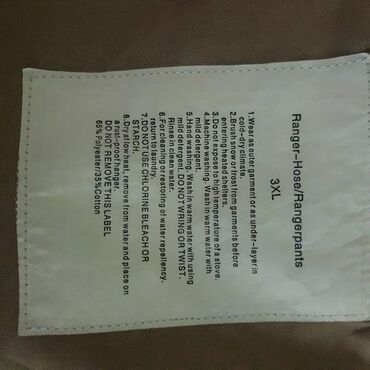 Ranger-Hose/Rangerpants
3XL
1.Wear as outer garment or as under-layer in
cold-dry climate.
2.Brush snow or frost from garments before
entering heated shelters.
3.Do not expose to high temperature of a stove.
4.Machine washing. Wash in warm water with
mild detergent.
5.Hand washing. Wash in warm water with using
mild detergent. DO NOT WRING OR TWIST.
Rinse in clean water.
6.For cleaning or restoring of water repellency.
return to laundry.
7.DO NOT USE CHLORINE BLEACH OR
STARCH.
8.Dry at low heat, remove from water and place on
a rust-proof hanger.
DO NOT REMOVE THIS LABEL
65% Polyester/35%Cotton